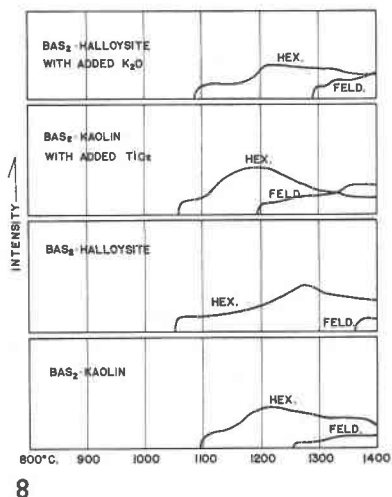 BAS₂-HALLOYSITE
WITH ADDED K₂O
HEX.
FELD.
BAS₂-KAOLIN
WITH ADDED TiO₂
HEX.
FELD.
INTENSITY
BAS₂-HALLOYSITE
HEX.
FELD.
BAS₂-KAOLIN
HEX.
FELD.
800°C. 900 1000 1100 1200 1300 1400
8